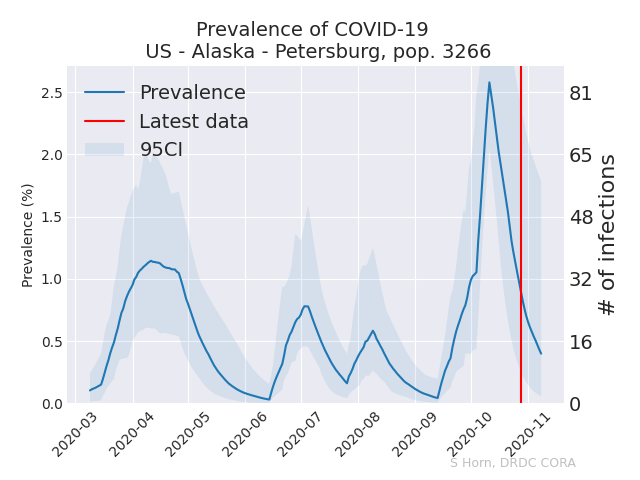 Prevalence of COVID-19
US - Alaska - Petersburg, pop. 3266
Prevalence
Latest data
95CI
Prevalence (%)
2.5
2.0
1.5
1.0
0.5
0.0
81
65
48
32
16
0
# of infections
2020-03
2020-04
2020-05
2020-06
2020-07
2020-08
2020-09
2020-10
2020-11
S Horn, DRDC CORA